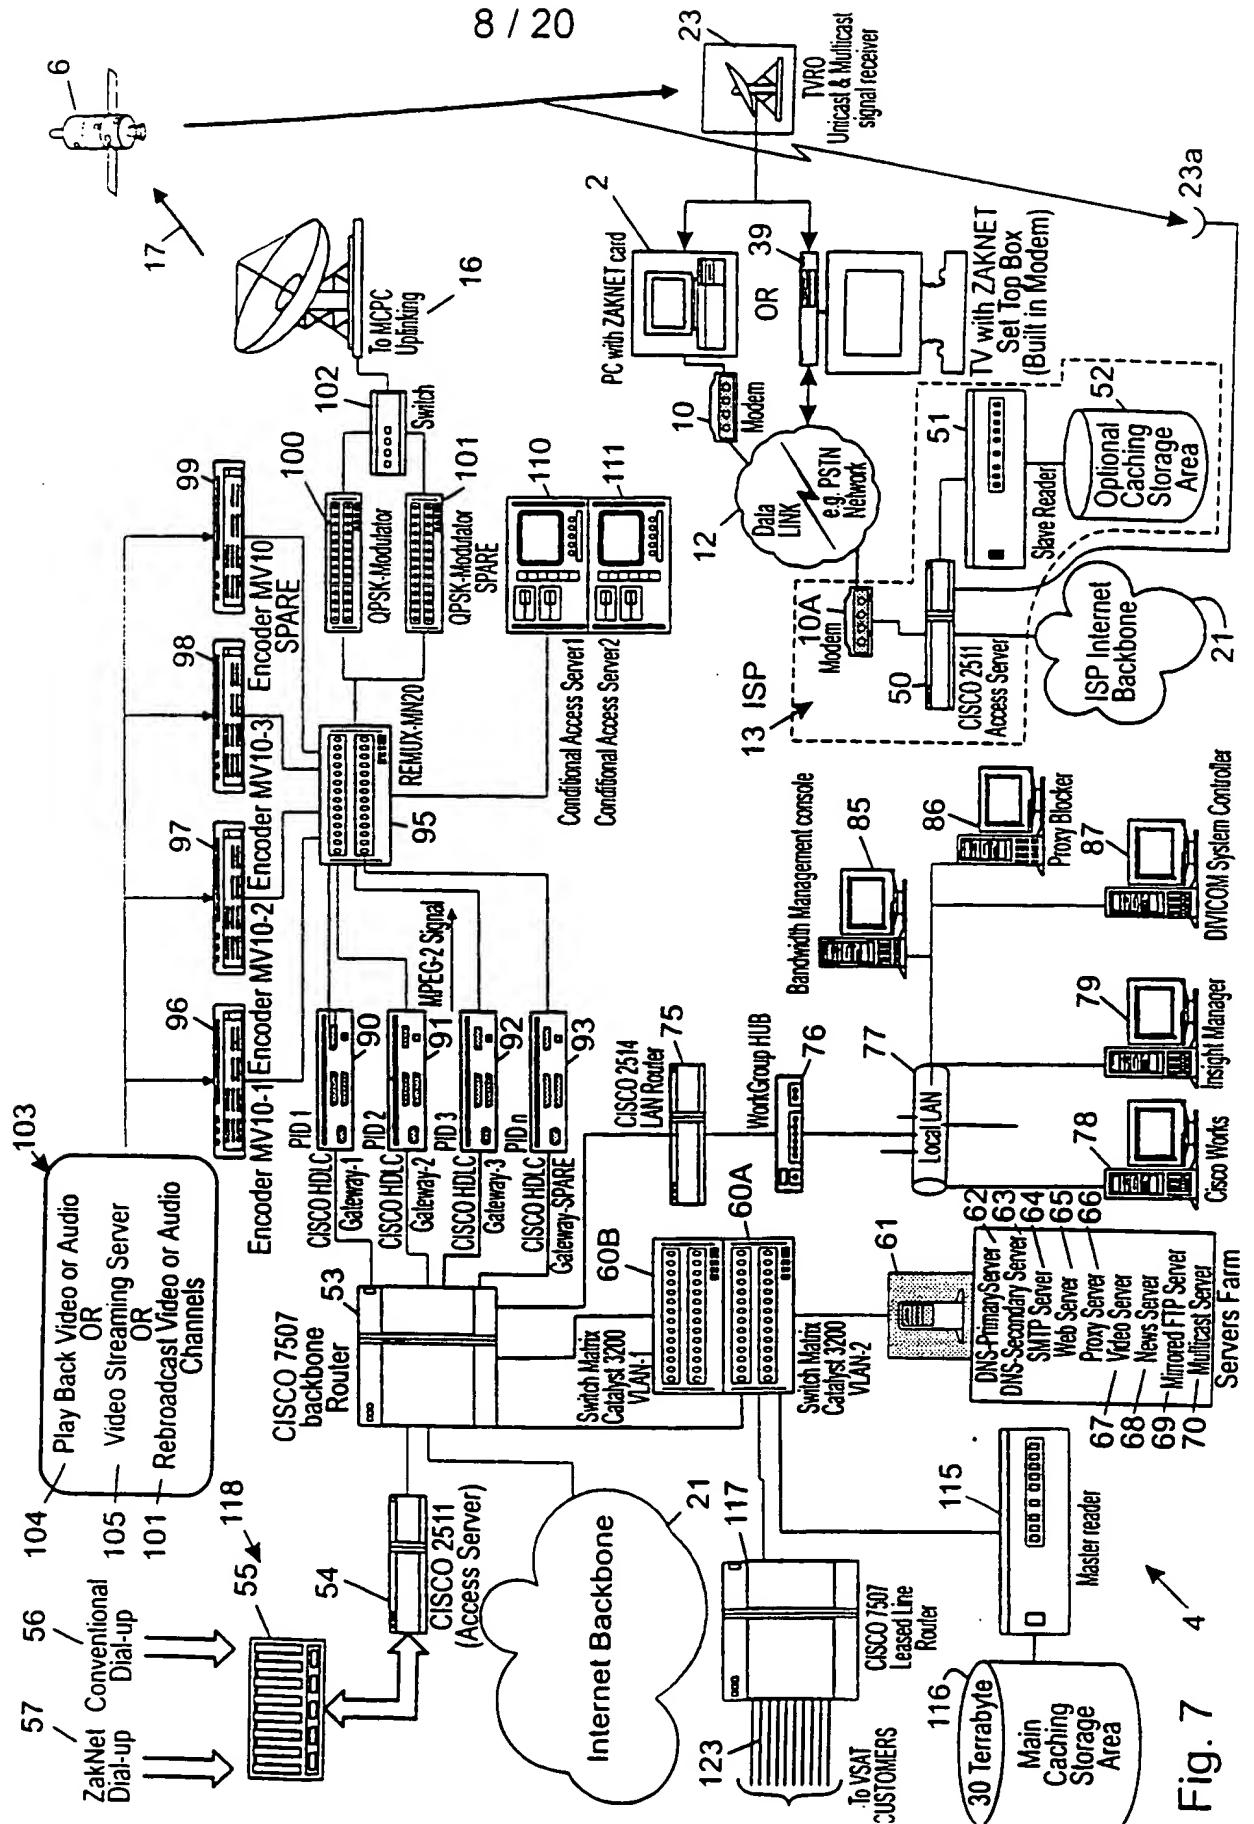 8 / 20
6
17
23
TVRO
Unicast & Multicast
signal receiver
23a
104
Play Back Video or Audio
OR
105
Video Streaming Server
OR
101
Rebroadcast Video or Audio
Channels
103
96
Encoder MV10-1
97
Encoder MV10-2
98
Encoder MV10-3
99
Encoder MV10
SPARE
100
QPSK-Modulator
101
QPSK-Modulator
SPARE
102
Switch
To MCPC
Uplinking
16
95
REMUX-MN20
Conditional Access Server1
110
Conditional Access Server2
111
PC with ZAKNET card
2
OR
39
TV with ZAKNET
Set Top Box
(Built in Modem)
10
Modem
12
Data
LINK
e.g. PSTN
Network
13 ISP
10A
Modem
50
CISCO 2511
Access Server
51
Slave Reader
52
Optional
Caching
Storage
Area
ISP Internet
Backbone
21
57
ZakNet
Dial-up
56
Conventional
Dial-up
55
118
54
CISCO 2511
(Access Server)
CISCO 7507
backbone
Router
53
CISCO HDLC
Gateway-1
PID 1
90
CISCO HDLC
Gateway-2
PID 2
91
MPEG-2 Signal
CISCO HDLC
Gateway-3
PID 3
92
CISCO HDLC
Gateway-SPARE
PID n
93
CISCO 2514
LAN Router
75
WorkGroup HUB
76
77
Local LAN
Bandwidth Management console
85
86
Proxy Blocker
87
DIVICOM System Controller
79
Insight Manager
78
Cisco Works
Internet Backbone
21
60B
Switch Matrix
Catalyst 3200
VLAN-1
60A
Switch Matrix
Catalyst 3200
VLAN-2
61
DNS-Primary Server
62
DNS-Secondary Server
63
SMTP Server
64
Web Server
65
Proxy Server
66
67
Video Server
68
News Server
69
Mirrored FTP Server
70
Multicast Server
Servers Farm
117
CISCO 7507
Leased Line
Router
123
To VSAT
CUSTOMERS
115
Master reader
116
30 Terrabyte
Main
Caching
Storage
Area
4
Fig. 7